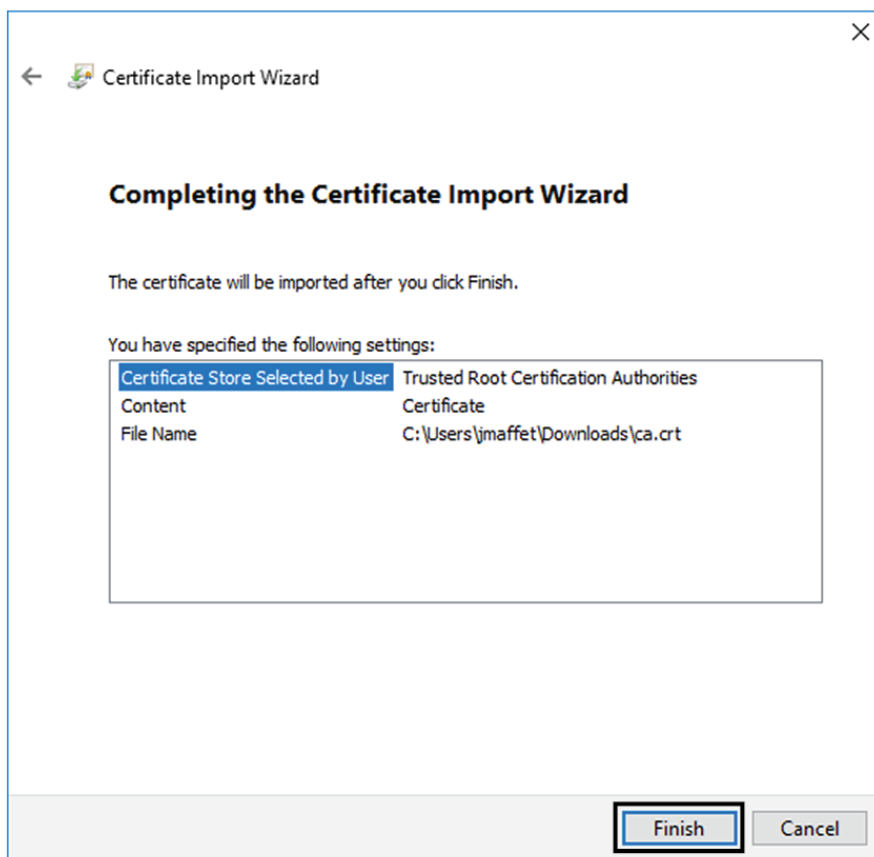 Certificate Import Wizard
Completing the Certificate Import Wizard
The certificate will be imported after you click Finish.
You have specified the following settings:
Certificate Store Selected by User Trusted Root Certification Authorities
Content Certificate
File Name C:\Users\jmaffet\Downloads\ca.crt
Finish Cancel